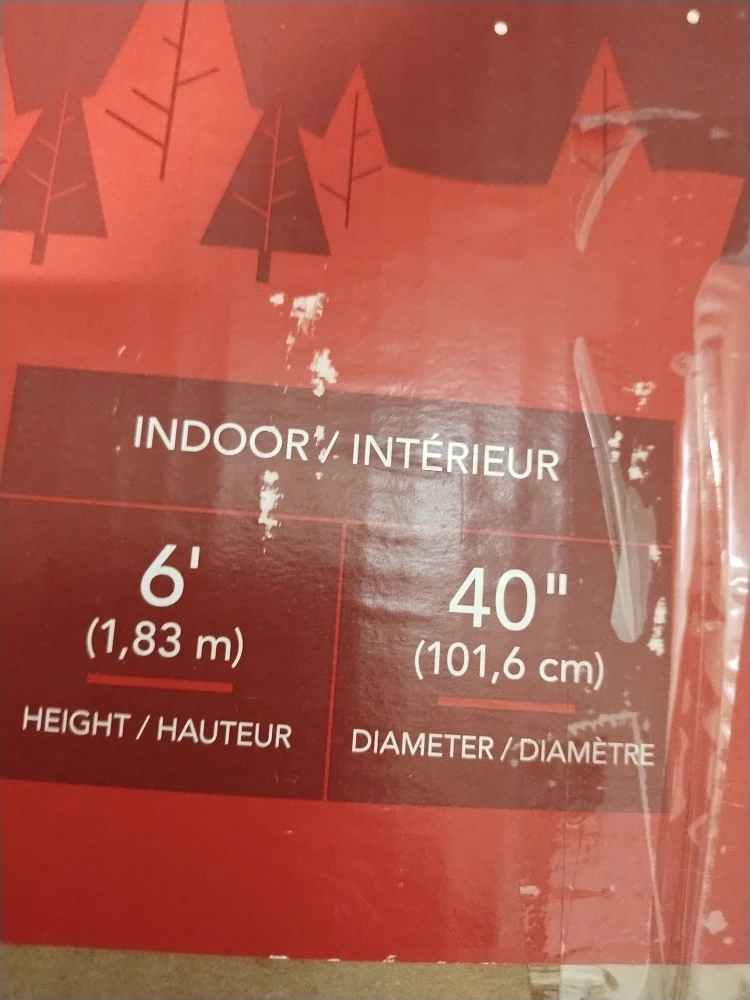 INDOOR / INTÉRIEUR
6'
(1,83 m)
HEIGHT / HAUTEUR
40"
(101,6 cm)
DIAMETER / DIAMÈTRE